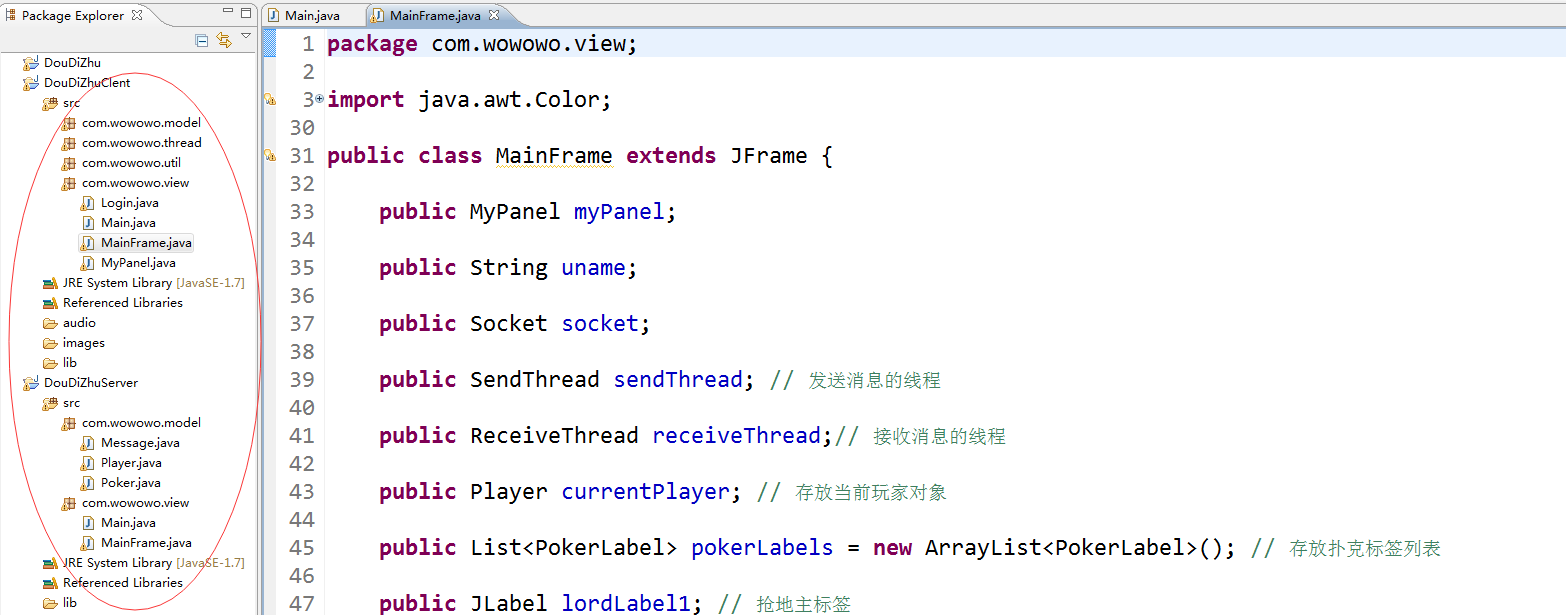 Package Explorer
DouDiZhu
DouDiZhuClent
src
com.wowowo.model
com.wowowo.thread
com.wowowo.util
com.wowowo.view
Login.java
Main.java
MainFrame.java
MyPanel.java
JRE System Library [JavaSE-1.7]
Referenced Libraries
audio
images
lib
DouDiZhuServer
src
com.wowowo.model
Message.java
Player.java
Poker.java
com.wowowo.view
Main.java
MainFrame.java
JRE System Library [JavaSE-1.7]
Referenced Libraries
lib
Main.java MainFrame.java
1 package com.wowowo.view;
2
3 import java.awt.Color;
30
31 public class MainFrame extends JFrame {
32
33 public MyPanel myPanel;
34
35 public String uname;
36
37 public Socket socket;
38
39 public SendThread sendThread; // 发送消息的线程
40
41 public ReceiveThread receiveThread;// 接收消息的线程
42
43 public Player currentPlayer; // 存放当前玩家对象
44
45 public List<PokerLabel> pokerLabels = new ArrayList<PokerLabel>(); // 存放扑克标签列表
46
47 public JLabel lordLabel1; // 抢地主标签